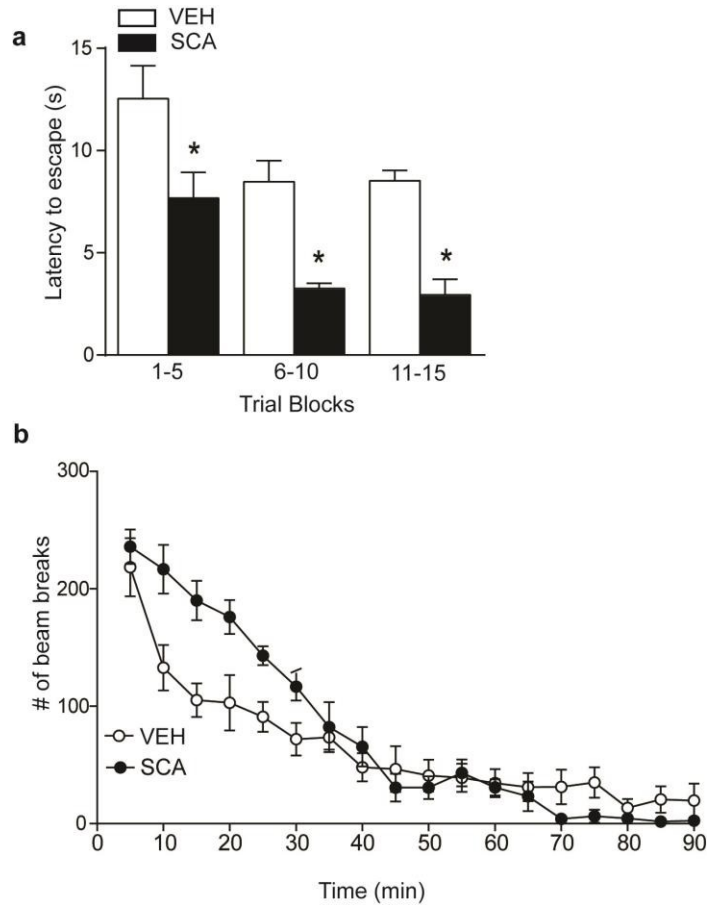 a
VEH
SCA
Latency to escape (s)
15
10
5
0
*
*
*
1-5 6-10 11-15
Trial Blocks
b
# of beam breaks
300
200
100
0
VEH
SCA
0 10 20 30 40 50 60 70 80 90
Time (min)